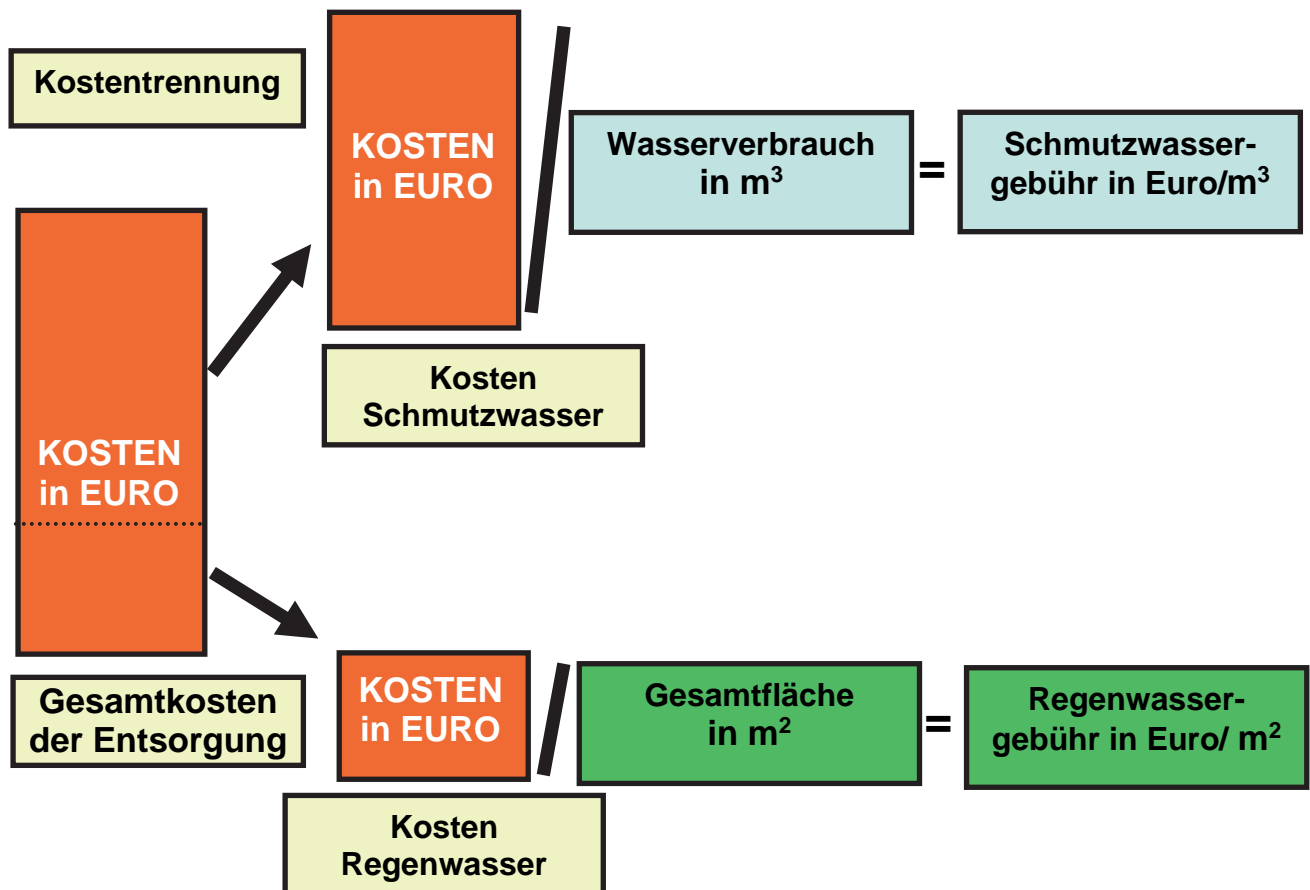 Kostentrennung
KOSTEN
in EURO
Wasserverbrauch
in m³
=
Schmutzwasser-
gebühr in Euro/m³
Kosten
Schmutzwasser
KOSTEN
in EURO
Gesamtkosten
der Entsorgung
KOSTEN
in EURO
Gesamtfläche
in m²
=
Regenwasser-
gebühr in Euro/ m²
Kosten
Regenwasser